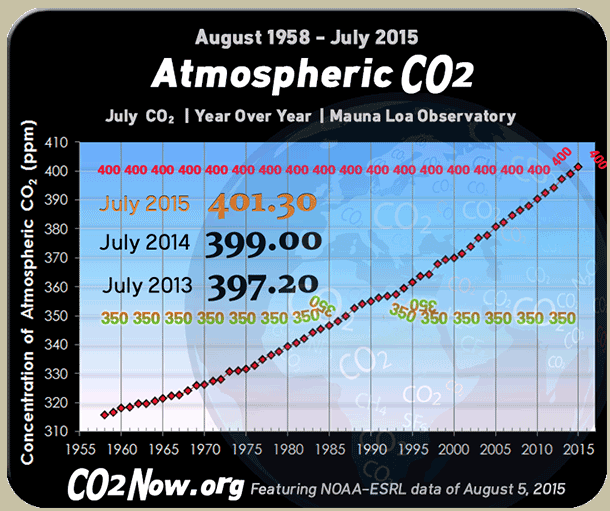 August 1958 – July 2015
Atmospheric CO2
July CO₂ | Year Over Year | Mauna Loa Observatory
Concentration of Atmospheric CO₂ (ppm)
410
400
390
380
370
360
350
340
330
320
310
400 400 400 400 400 400 400 400 400 400 400 400 400 400 400 400 400 400
July 2015 401.30
July 2014 399.00
July 2013 397.20
350 350 350 350 350 350 350 350 350 350 350 350 350 350
CO₂
CO₂
CO₂
CH₄
1955 1960 1965 1970 1975 1980 1985 1990 1995 2000 2005 2010 2015
CO2Now.org Featuring NOAA–ESRL data of August 5, 2015